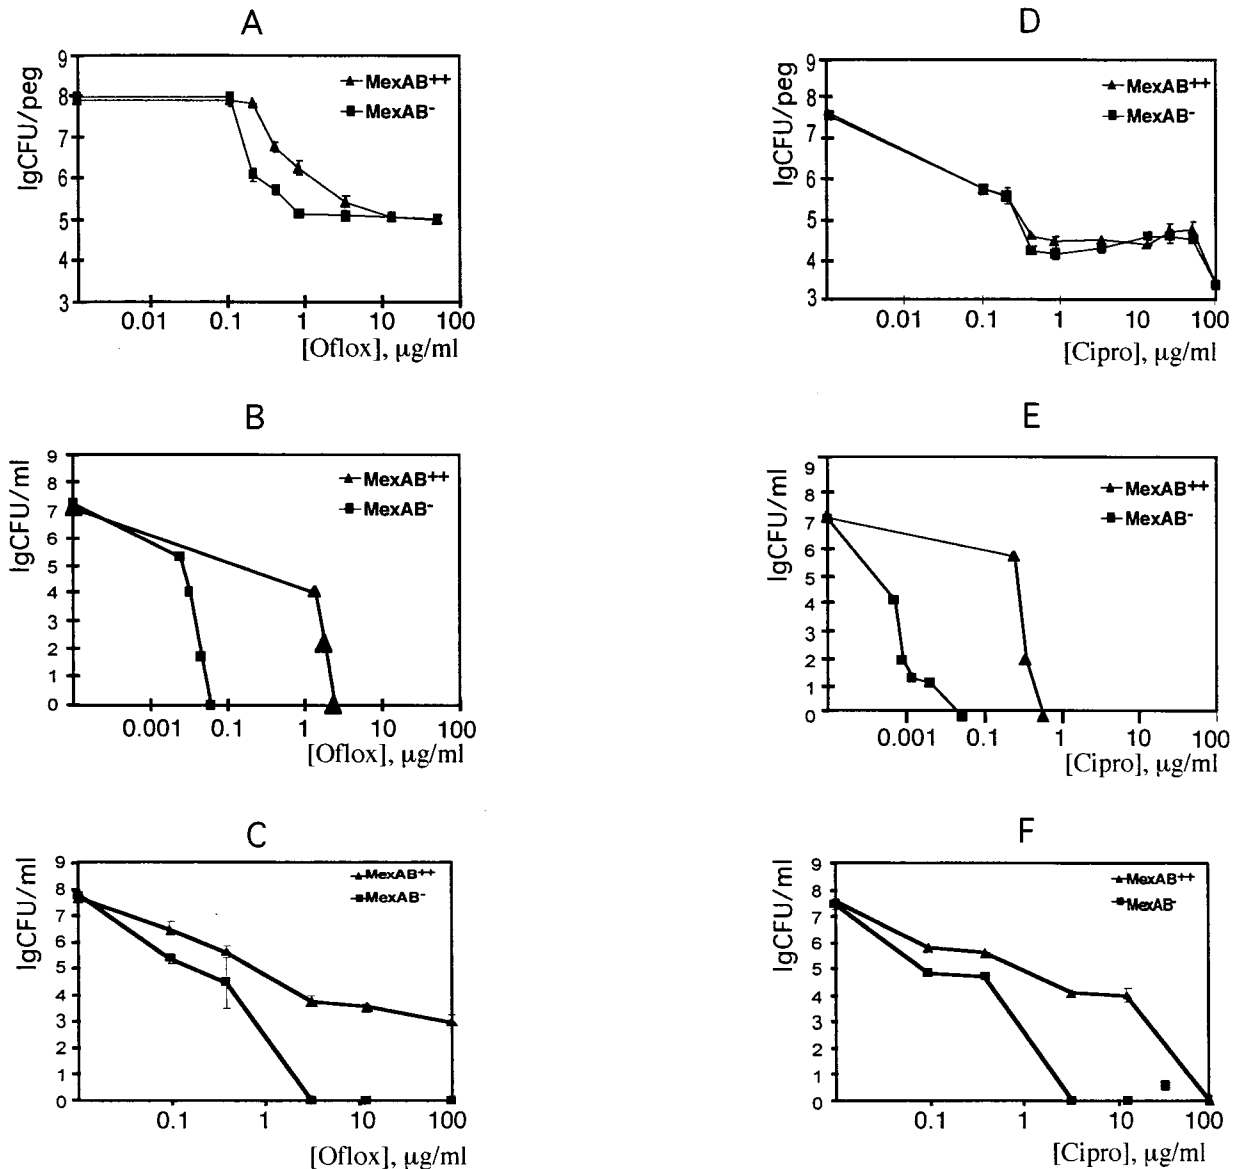 A
lgCFU/peg
9
8
7
6
5
4
3
MexAB++
MexAB-
0.01 0.1 1 10 100
[Oflox], µg/ml
D
lgCFU/peg
9
8
7
6
5
4
3
MexAB++
MexAB-
0.01 0.1 1 10 100
[Cipro], µg/ml
B
lgCFU/ml
9
8
7
6
5
4
3
2
1
0
MexAB++
MexAB-
0.001 0.1 1 10 100
[Oflox], µg/ml
E
lgCFU/ml
9
8
7
6
5
4
3
2
1
0
MexAB++
MexAB-
0.001 0.1 1 10 100
[Cipro], µg/ml
C
lgCFU/ml
9
8
7
6
5
4
3
2
1
0
MexAB++
MexAB-
0.1 1 10 100
[Oflox], µg/ml
F
lgCFU/ml
9
8
7
6
5
4
3
2
1
0
MexAB++
MexAB-
0.1 1 10 100
[Cipro], µg/ml